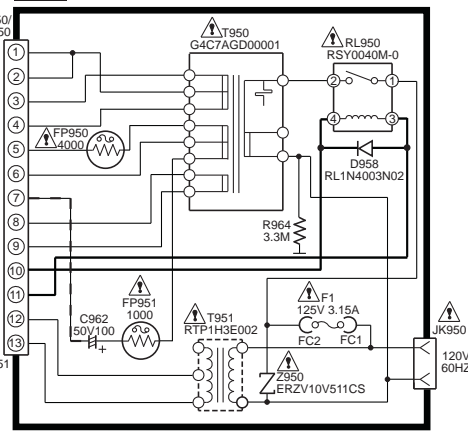 T950
G4C7AGD00001
RL950
RSY0040M-0
1
2
3
4
5
6
7
8
9
10
11
12
13
FP950
4000
2
1
4
3
D958
RL1N4003N02
R964
3.3M
FP951
1000
C962
50V100
+
T951
RTP1H3E002
F1
125V 3.15A
FC2
FC1
Z950
ERZV10V511CS
JK950
120V
60HZ